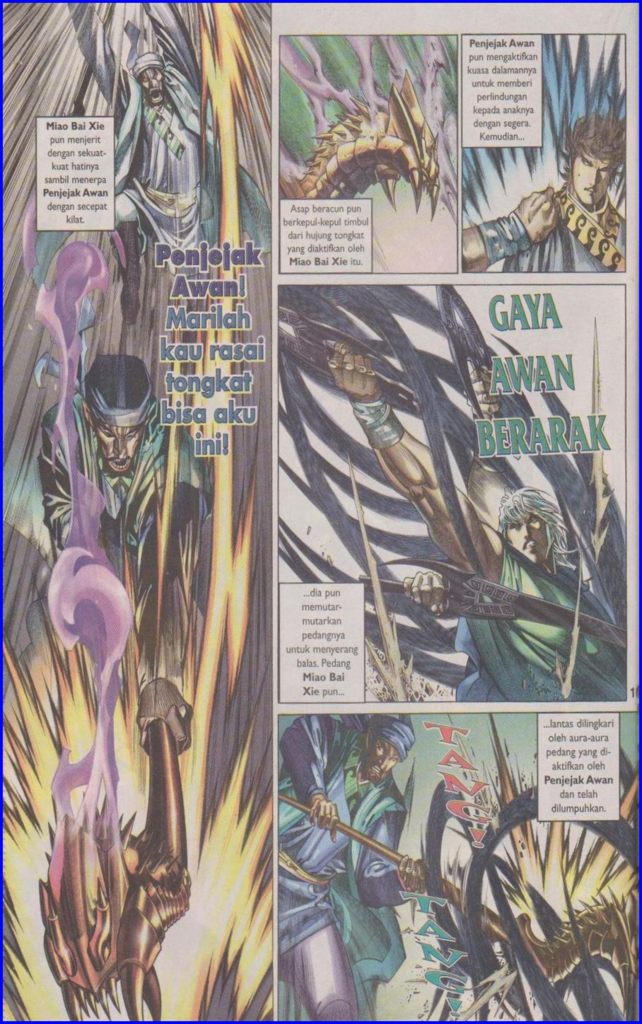 Miao Bai Xie
pun menjerit
dengan sekuat-
kuat hatinya
sambil menerpa
Penjejak Awan
dengan secepat
kilat.
Penjejak
Awan!
Marilah
kau rasai
tongkat
bisa aku
ini!
Asap beracun pun
berkepul-kepul timbul
dari hujung tongkat
yang diaktifkan oleh
Miao Bai Xie itu.
Penjejak Awan
pun mengaktifkan
kuasa dalamannya
untuk memberi
perlindungan
kepada anaknya
dengan segera.
Kemudian...
GAYA
AWAN
BERARAK
...dia pun
memutar-
mutarkan
pedangnya
untuk menyerang
balas. Pedang
Miao Bai
Xie pun...
...lantas dilingkari
oleh aura-aura
pedang yang di-
aktifkan oleh
Penjejak Awan
dan telah
dilumpuhkan.
TANG!
TANG!